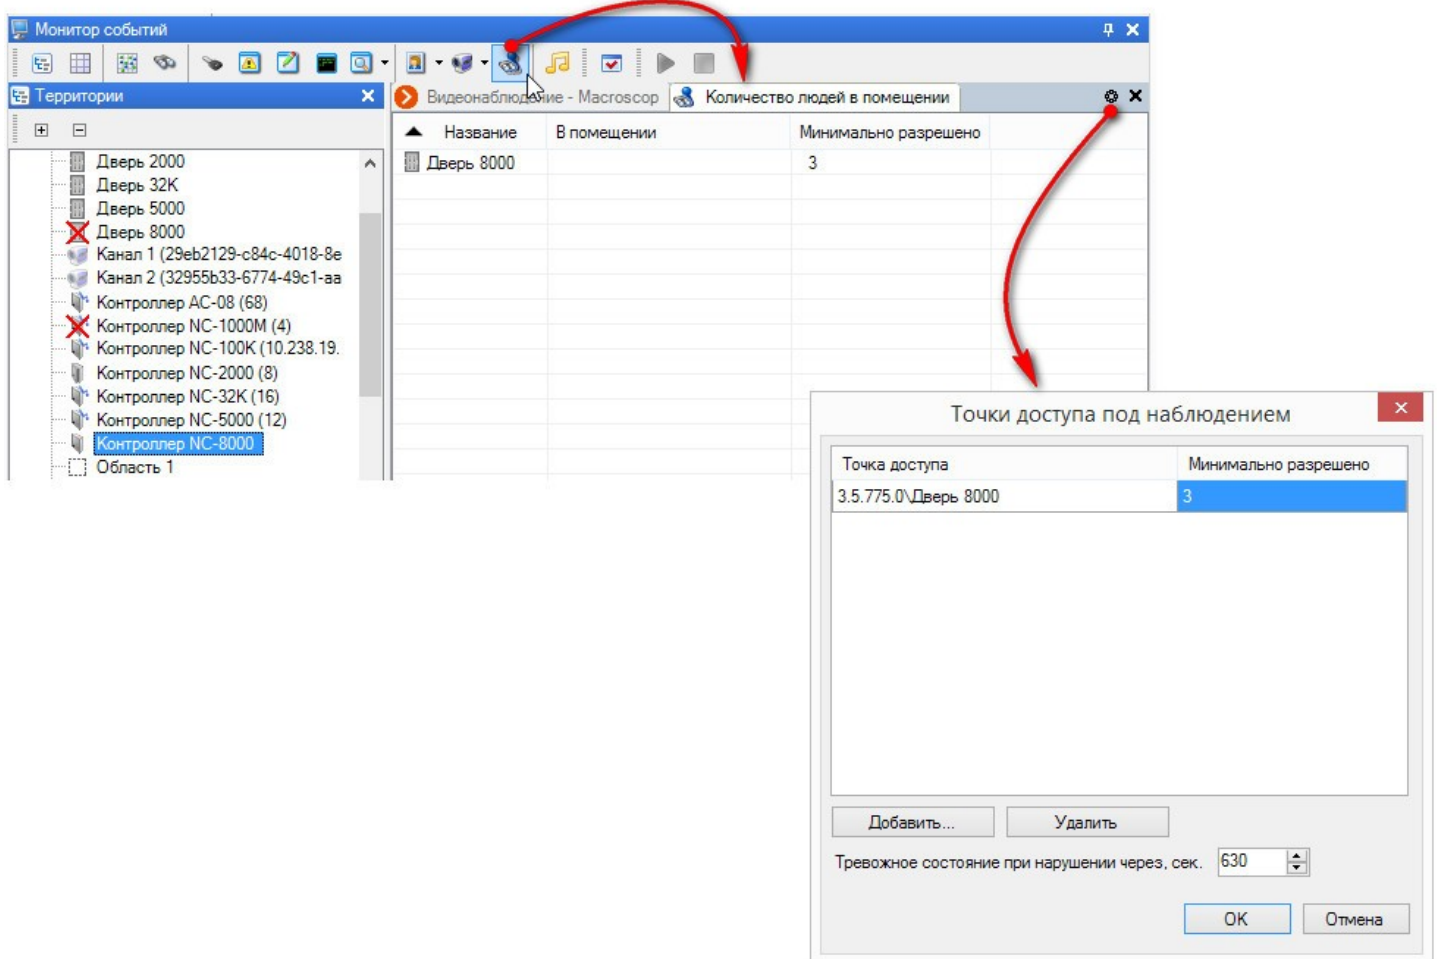 Монитор событий
Территории
Видеонаблюдение - Macroscop
Количество людей в помещении
Название
В помещении
Минимально разрешено
Дверь 8000
3
Дверь 2000
Дверь 32K
Дверь 5000
Дверь 8000
Канал 1 (29eb2129-c84c-4018-8e
Канал 2 (32955b33-6774-49c1-aa
Контроллер AC-08 (68)
Контроллер NC-1000M (4)
Контроллер NC-100K (10.238.19.
Контроллер NC-2000 (8)
Контроллер NC-32K (16)
Контроллер NC-5000 (12)
Контроллер NC-8000
Область 1
Точки доступа под наблюдением
Точка доступа
Минимально разрешено
3.5.775.0\Дверь 8000
3
Добавить...
Удалить
Тревожное состояние при нарушении через, сек.
630
OK
Отмена